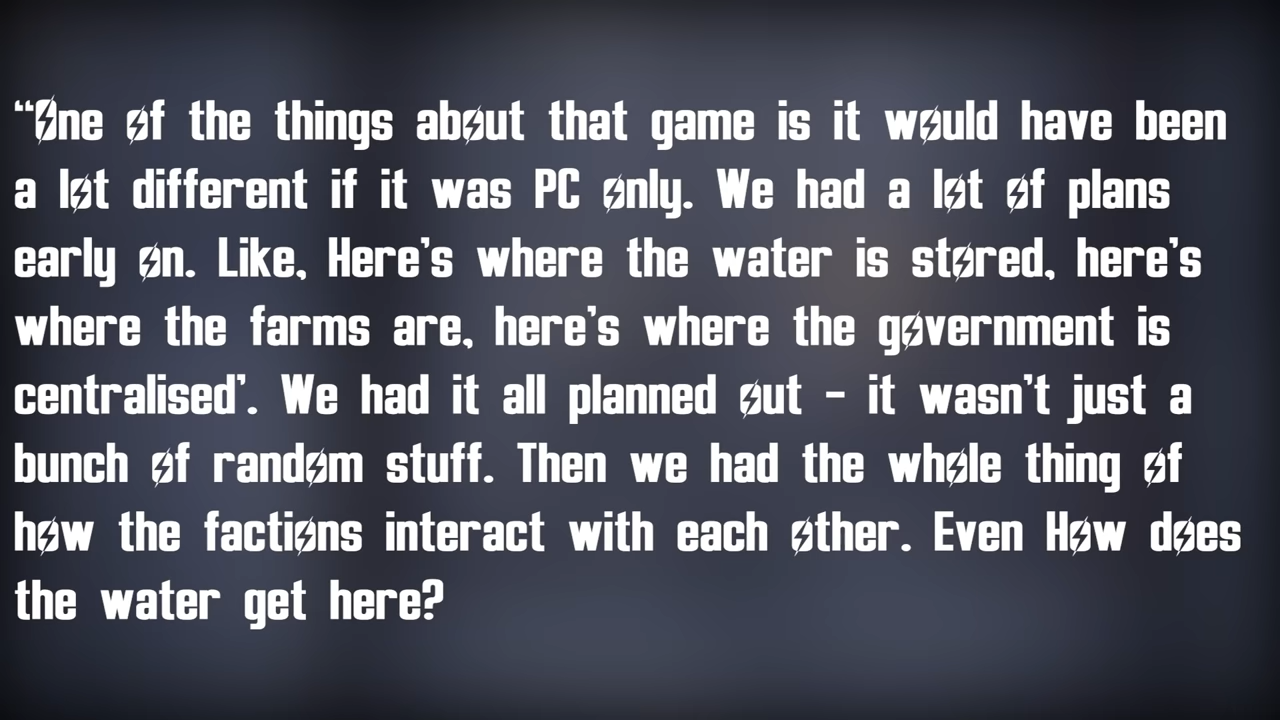 “One of the things about that game is it would have been
a lot different if it was PC only. We had a lot of plans
early on. Like, Here’s where the water is stored, here’s
where the farms are, here’s where the government is
centralised’. We had it all planned out - it wasn’t just a
bunch of random stuff. Then we had the whole thing of
how the factions interact with each other. Even How does
the water get here?